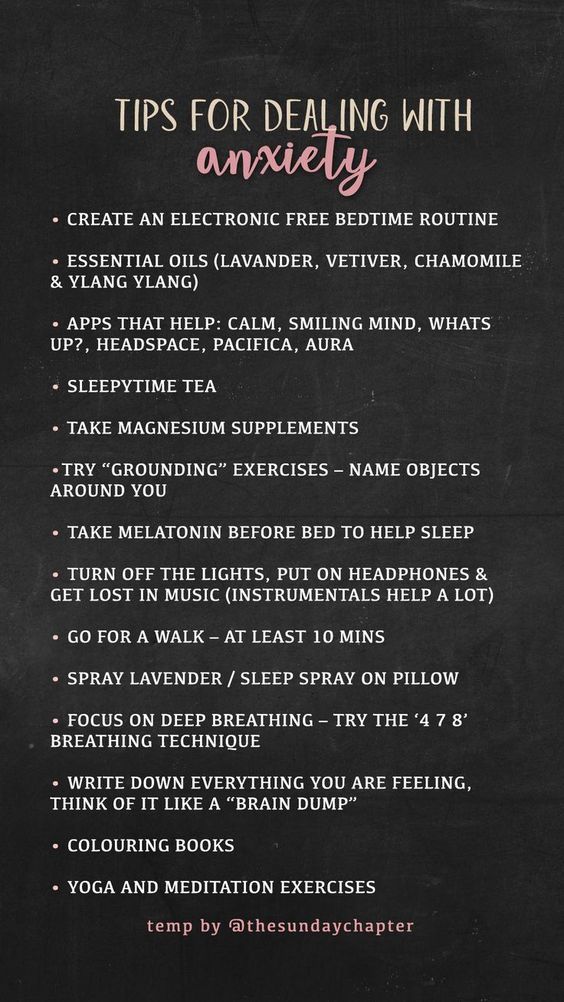 TIPS FOR DEALING WITH
anxiety
• CREATE AN ELECTRONIC FREE BEDTIME ROUTINE
• ESSENTIAL OILS (LAVANDER, VETIVER, CHAMOMILE
& YLANG YLANG)
• APPS THAT HELP: CALM, SMILING MIND, WHATS
UP?, HEADSPACE, PACIFICA, AURA
• SLEEPYTIME TEA
• TAKE MAGNESIUM SUPPLEMENTS
•TRY “GROUNDING” EXERCISES – NAME OBJECTS
AROUND YOU
• TAKE MELATONIN BEFORE BED TO HELP SLEEP
• TURN OFF THE LIGHTS, PUT ON HEADPHONES &
GET LOST IN MUSIC (INSTRUMENTALS HELP A LOT)
• GO FOR A WALK – AT LEAST 10 MINS
• SPRAY LAVENDER / SLEEP SPRAY ON PILLOW
• FOCUS ON DEEP BREATHING – TRY THE ‘4 7 8’
BREATHING TECHNIQUE
• WRITE DOWN EVERYTHING YOU ARE FEELING,
THINK OF IT LIKE A “BRAIN DUMP”
• COLOURING BOOKS
• YOGA AND MEDITATION EXERCISES
temp by @thesundaychapter